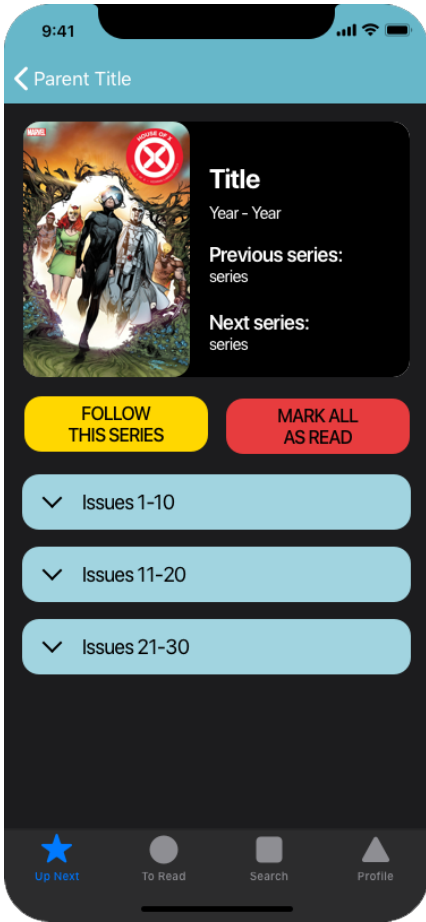 9:41
Parent Title
MARVEL
HOUSE OF X
Title
Year - Year
Previous series:
series
Next series:
series
FOLLOW
THIS SERIES
MARK ALL
AS READ
Issues 1-10
Issues 11-20
Issues 21-30
Up Next
To Read
Search
Profile